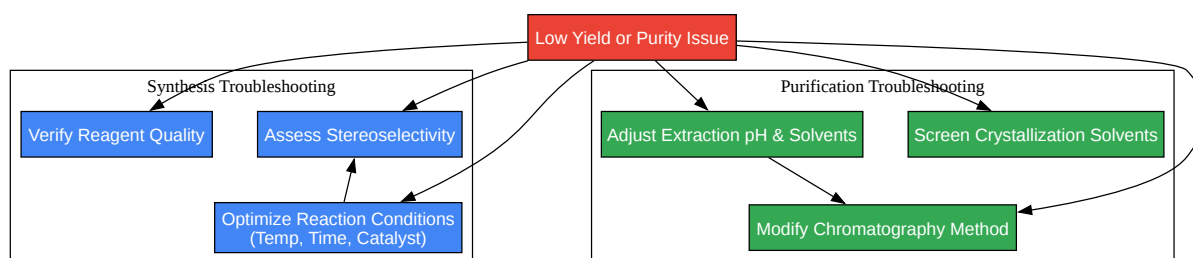 Low Yield or Purity Issue
Synthesis Troubleshooting
Purification Troubleshooting
Verify Reagent Quality
Assess Stereoselectivity
Adjust Extraction pH & Solvents
Screen Crystallization Solvents
Optimize Reaction Conditions
(Temp, Time, Catalyst)
Modify Chromatography Method